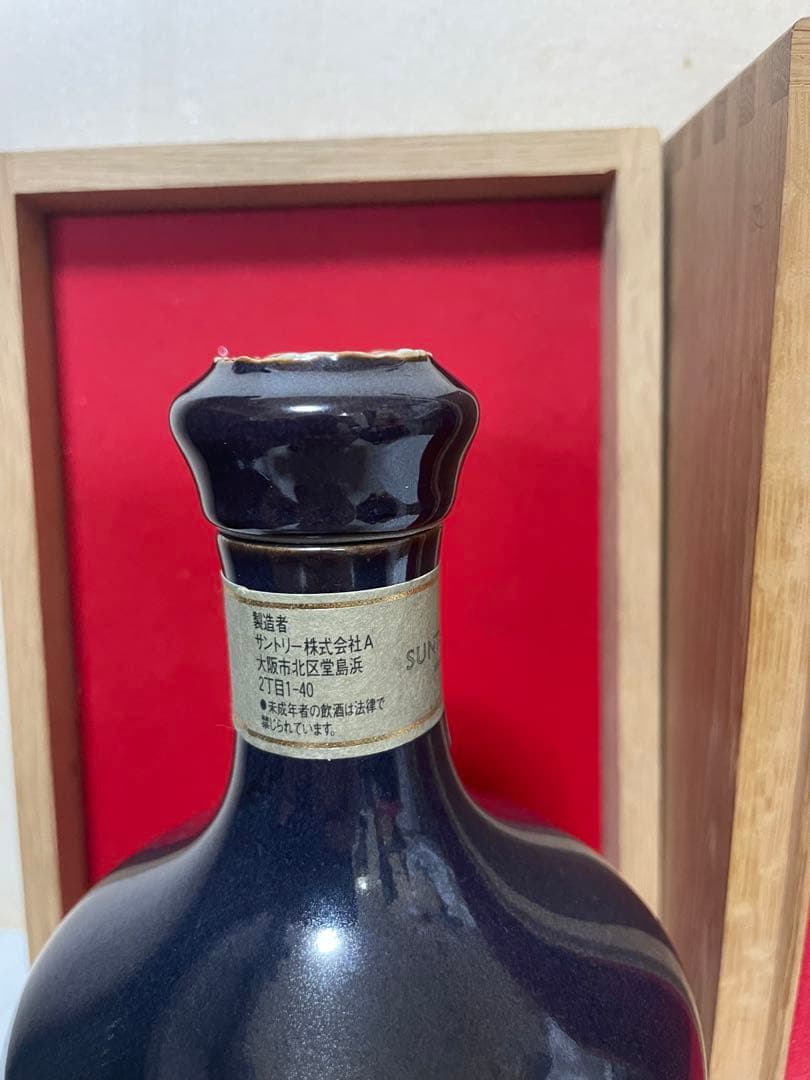 製造者
サントリー株式会社A
大阪市北区堂島浜
2丁目1-40
●未成年者の飲酒は法律で
禁じられています。